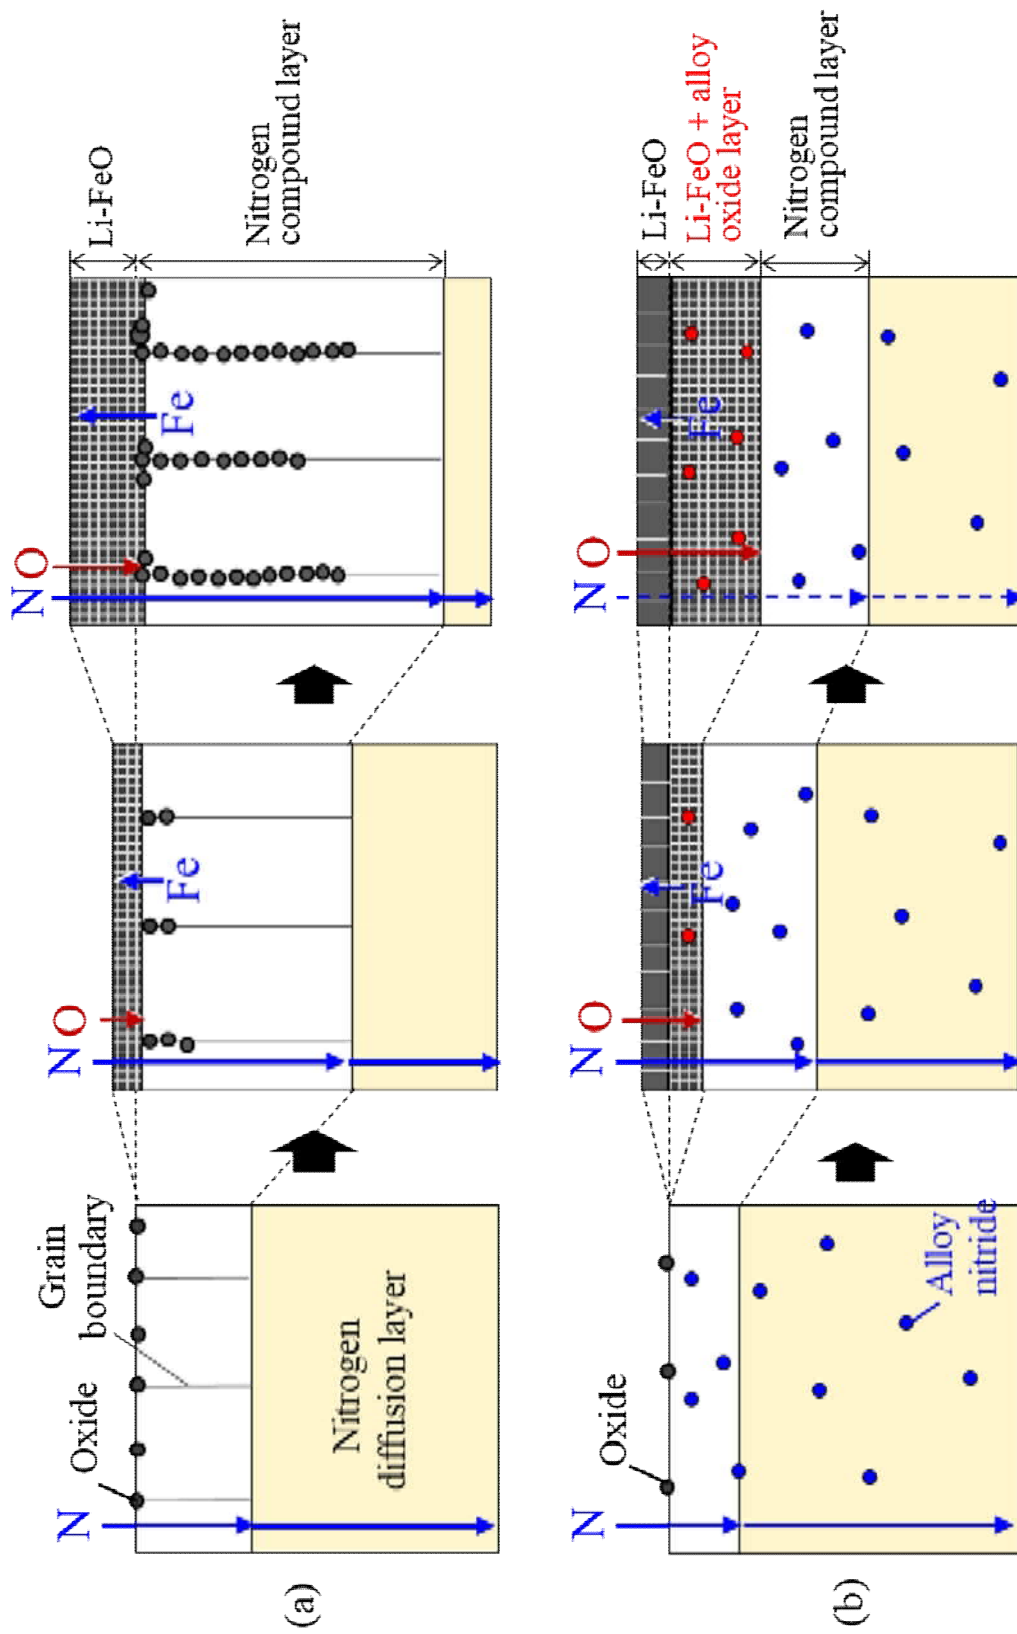 (a)
N
Oxide
Grain
boundary
Nitrogen
diffusion layer
N
O
Fe
N
O
Fe
Li-FeO
Nitrogen
compound layer
(b)
N
Oxide
Alloy
nitride
N
O
Fe
N
O
Fe
Li-FeO
Li-FeO + alloy
oxide layer
Nitrogen
compound layer